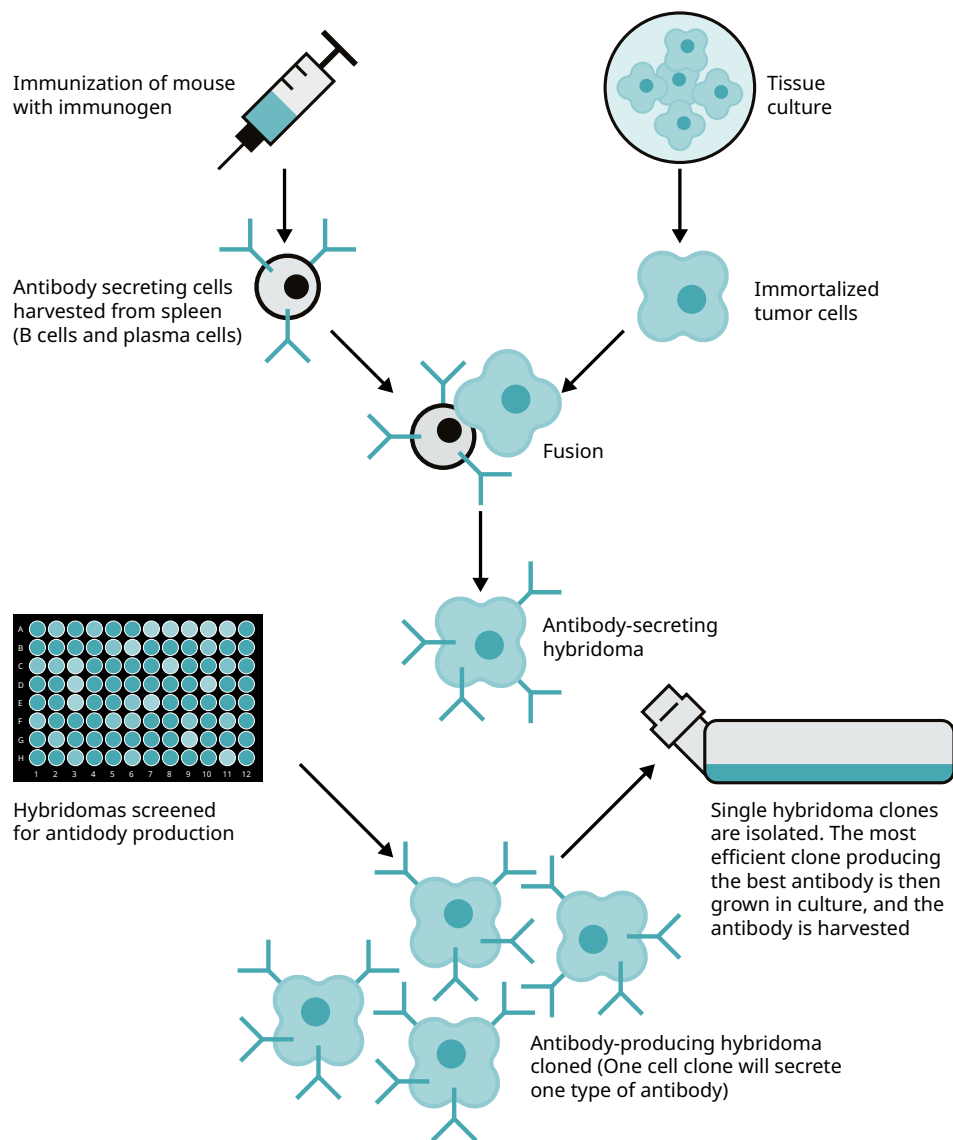 Immunization of mouse
with immunogen
Tissue
culture
Antibody secreting cells
harvested from spleen
(B cells and plasma cells)
Immortalized
tumor cells
Fusion
Antibody-secreting
hybridoma
A
B
C
D
E
F
G
H
1 2 3 4 5 6 7 8 9 10 11 12
Hybridomas screened
for antidody production
Single hybridoma clones
are isolated. The most
efficient clone producing
the best antibody is then
grown in culture, and the
antibody is harvested
Antibody-producing hybridoma
cloned (One cell clone will secrete
one type of antibody)